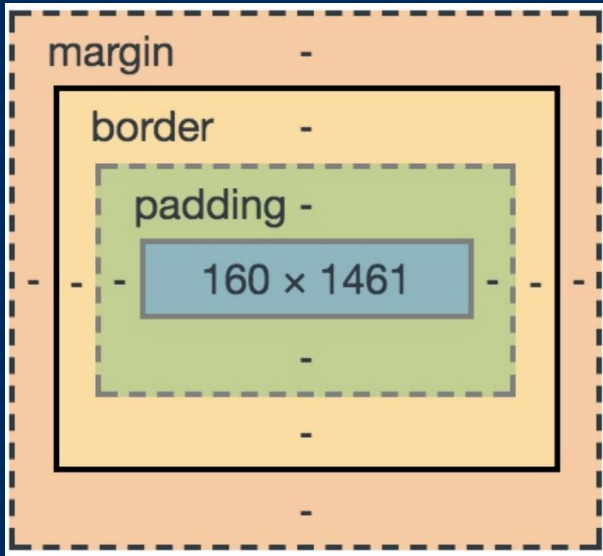 margin -
border -
padding -
- - - 160 × 1461 - - -
-
-
-